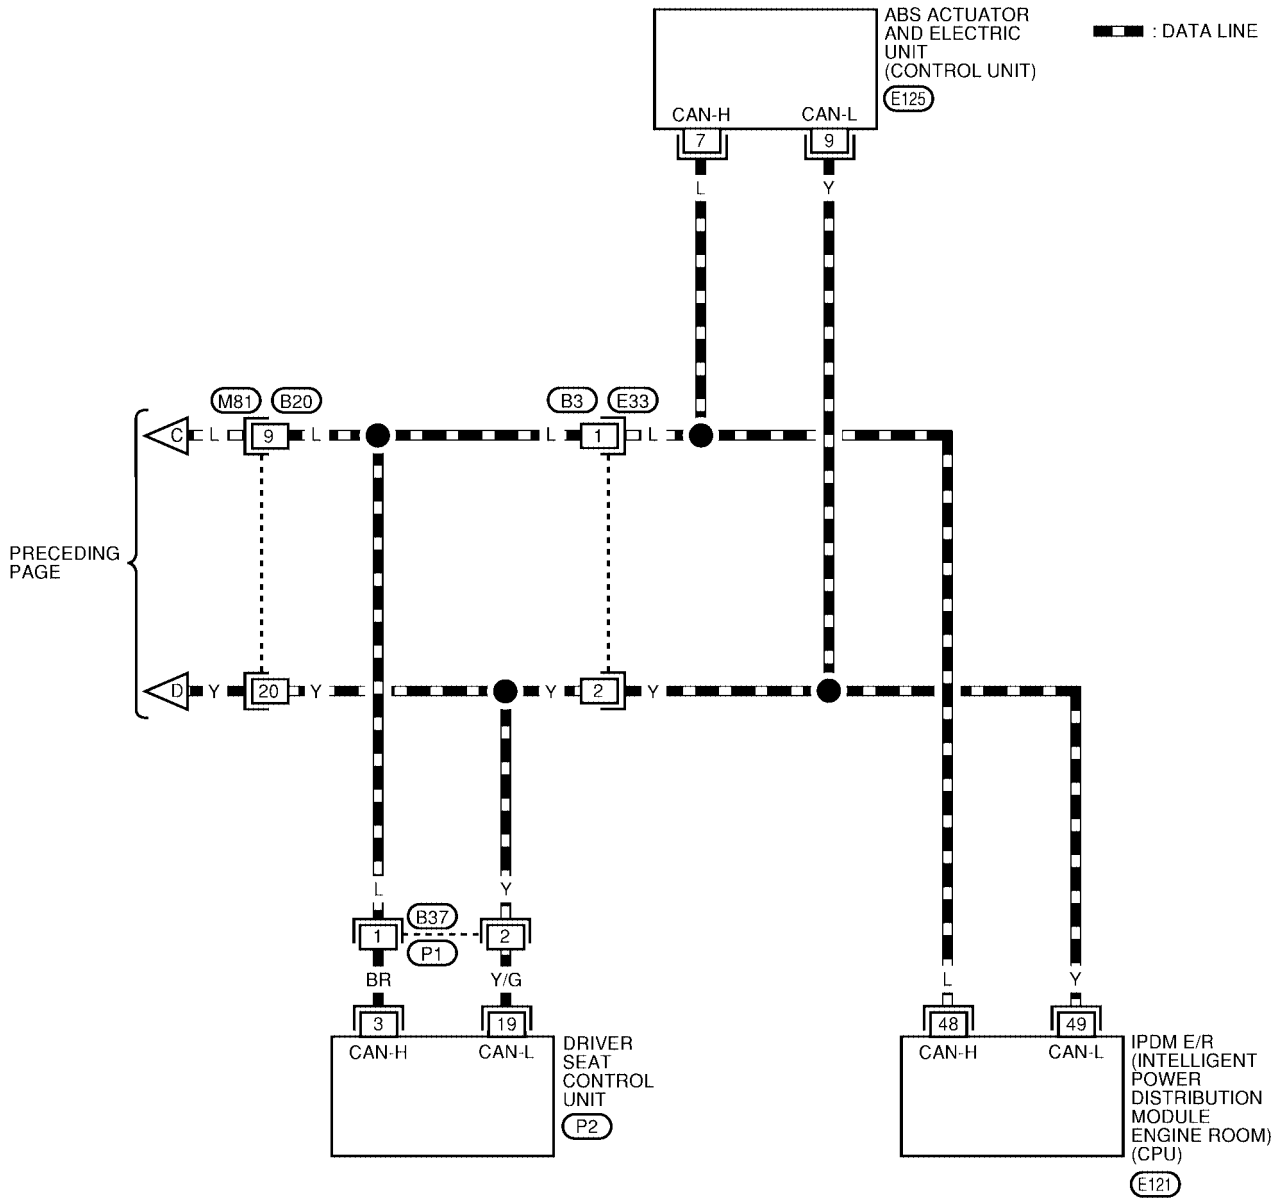 ABS ACTUATOR
AND ELECTRIC
UNIT
(CONTROL UNIT)
E125
: DATA LINE
CAN-H
CAN-L
7
9
L
Y
M81
B20
B3
E33
C
L
9
L
L
1
L
PRECEDING
PAGE
D
Y
20
Y
Y
2
Y
L
Y
B37
1
2
P1
BR
Y/G
3
19
CAN-H
CAN-L
DRIVER
SEAT
CONTROL
UNIT
P2
L
Y
48
49
CAN-H
CAN-L
IPDM E/R
(INTELLIGENT
POWER
DISTRIBUTION
MODULE
ENGINE ROOM)
(CPU)
E121